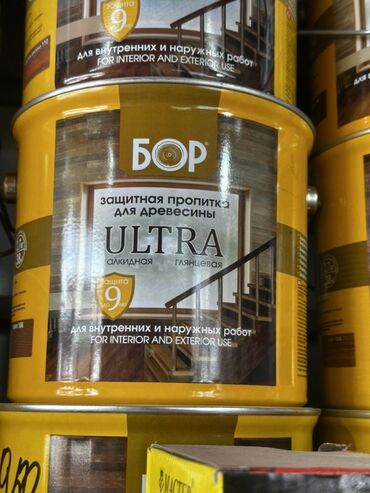 9
для внутренних и наружных работ
FOR INTERIOR AND EXTERIOR USE
БОР
защитная пропитка
для древесины
ULTRA
алкидная глянцевая
защита
9
для внутренних и наружных работ
FOR INTERIOR AND EXTERIOR USE
MASTER